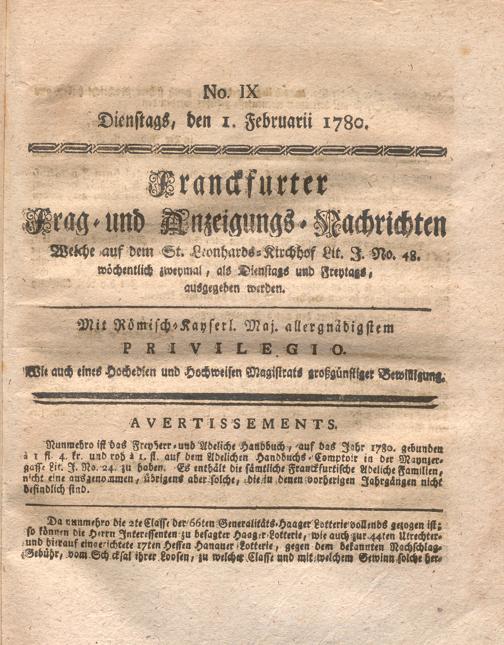 No. IX
Dienstags, den 1. Februarii 1780.
Franckfurter
Frag- und Anzeigungs-Nachrichten
Welche auf dem St. Leonhards-Kirchhof Lit. J. No. 48.
wöchentlich zweymal, als Dienstags und Freytags,
ausgegeben werden.
Mit Römisch-Kayserl. Maj. allergnädigstem
PRIVILEGIO.
Wie auch eines Hochedlen und Hochweisen Magistrats großgünstiger Bewilligung.
AVERTISSEMENTS.
Nunmehro ist das Freyherr- und Adeliche Handbuch, auf das Jahr 1780. gebunden
à 1 fl. 4. kr. und roh à 1. fl. auf dem Adelichen Handbuchs-Comptoir in der Maynzer-
gasse Lit. J. No. 24. zu haben. Es enthält die sämtliche Franckfurtische Adeliche Familien,
nicht eine ausgenommen, übrigens aber solche, die in denen vorherigen Jahrgängen nicht
befindlich sind.
Da nunmehro die 2te Classe der 66ten Generalitäts-Haager Lotterie vollends gezogen ist;
so können die Herrn Interessenten zu besagter Haager Lotterie, wie auch zur 44ten Utrechter-
und hierauf eingerichtete 17ten Hessen Hanauer Lotterie, gegen dem bekannten Nachschlag-
Gebühr, vom Schicksal ihrer Loosen, zu welcher Classe und mit welchem Gewinn solche her-